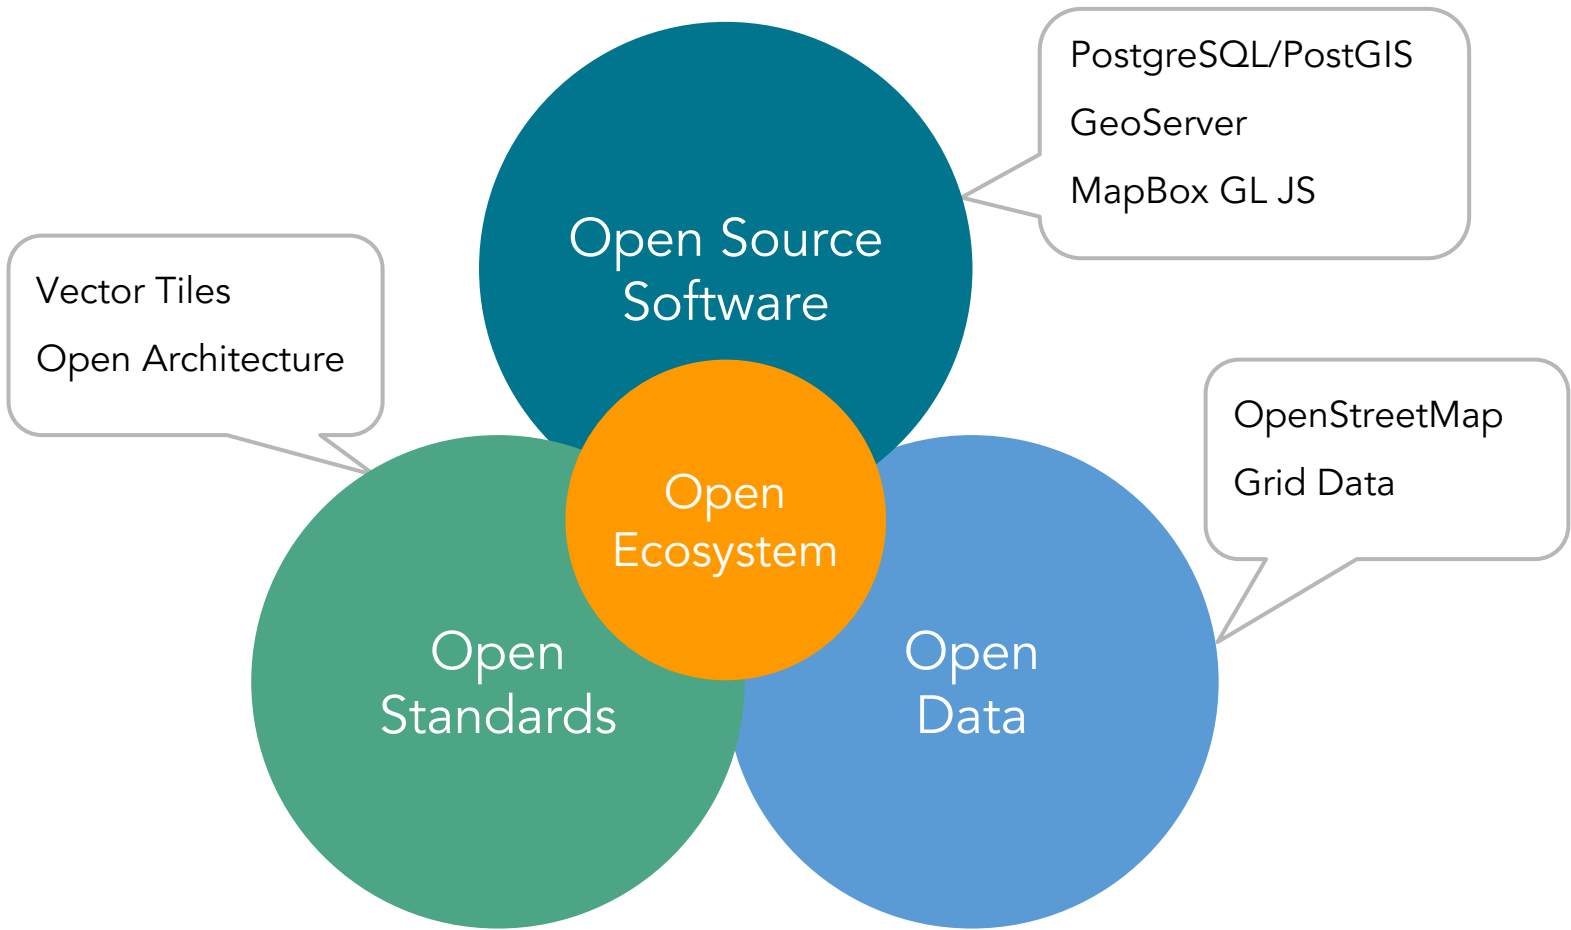 PostgreSQL/PostGIS
GeoServer
MapBox GL JS
Open Source
Software
Vector Tiles
Open Architecture
OpenStreetMap
Grid Data
Open
Ecosystem
Open
Standards
Open
Data